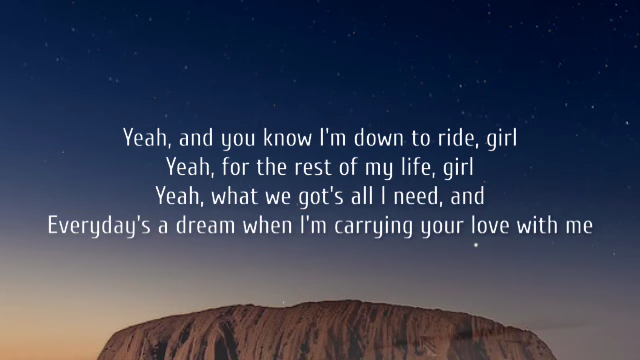 Yeah, and you know I'm down to ride, girl
Yeah, for the rest of my life, girl
Yeah, what we got's all I need, and
Everyday's a dream when I'm carrying your love with me